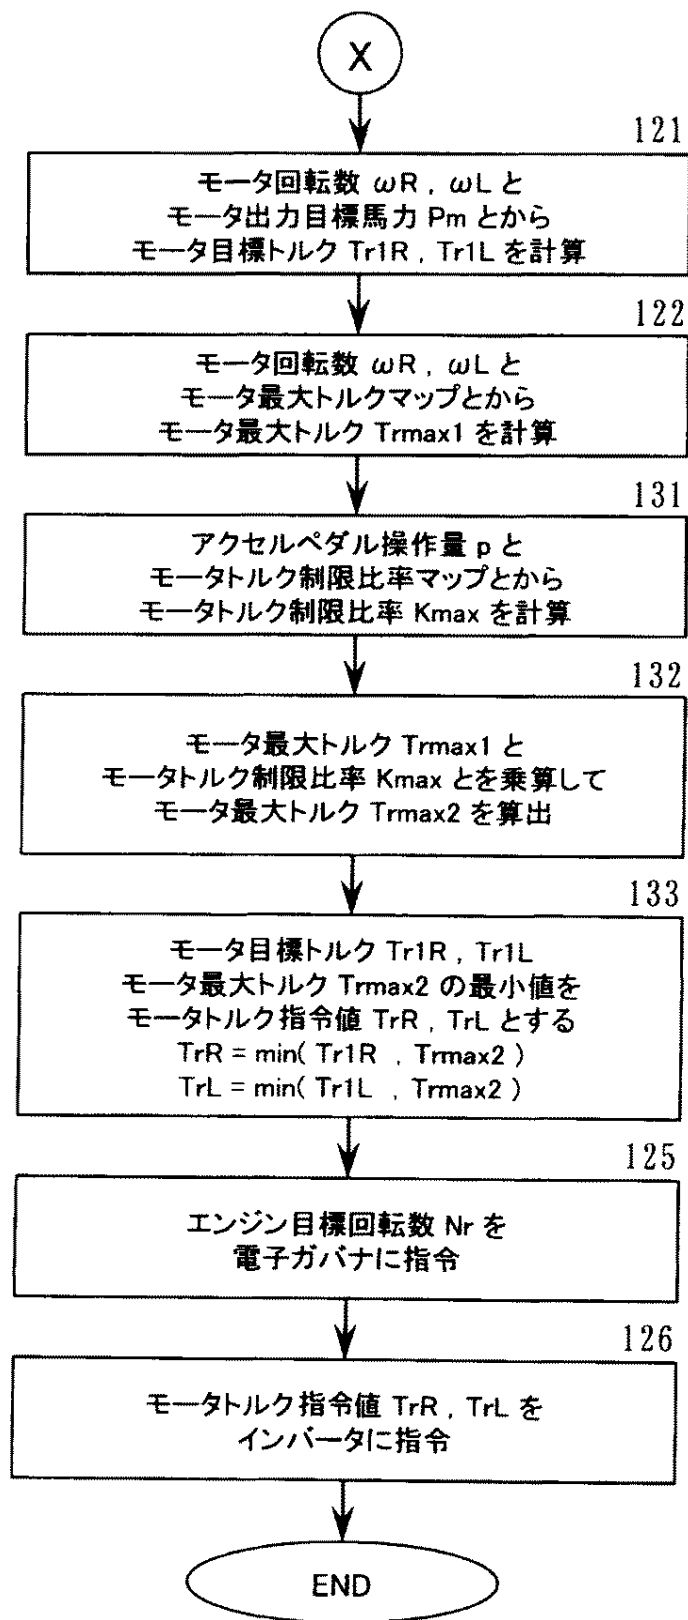 X
121
モータ回転数 ωR , ωL と
モータ出力目標馬力 Pm とから
モータ目標トルク Tr1R , Tr1L を計算
122
モータ回転数 ωR , ωL と
モータ最大トルクマップとから
モータ最大トルク Trmax1 を計算
131
アクセルペダル操作量 p と
モータトルク制限比率マップとから
モータトルク制限比率 Kmax を計算
132
モータ最大トルク Trmax1 と
モータトルク制限比率 Kmax とを乗算して
モータ最大トルク Trmax2 を算出
133
モータ目標トルク Tr1R , Tr1L
モータ最大トルク Trmax2 の最小値を
モータトルク指令値 TrR , TrL とする
TrR = min( Tr1R , Trmax2 )
TrL = min( Tr1L , Trmax2 )
125
エンジン目標回転数 Nr を
電子ガバナに指令
126
モータトルク指令値 TrR , TrL を
インバータに指令
END